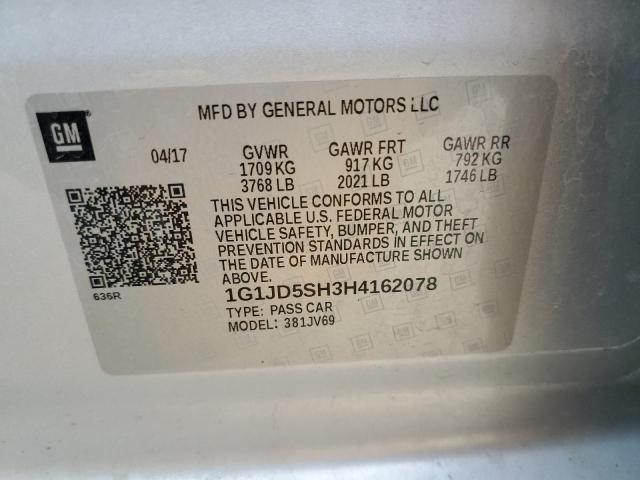 GM
MFD BY GENERAL MOTORS LLC
04/17 GVWR GAWR FRT GAWR RR
1709 KG 917 KG 792 KG
3768 LB 2021 LB 1746 LB
THIS VEHICLE CONFORMS TO ALL
APPLICABLE U.S. FEDERAL MOTOR
VEHICLE SAFETY, BUMPER, AND THEFT
PREVENTION STANDARDS IN EFFECT ON
THE DATE OF MANUFACTURE SHOWN
ABOVE.
636R
1G1JD5SH3H4162078
TYPE: PASS CAR
MODEL: 381JV69